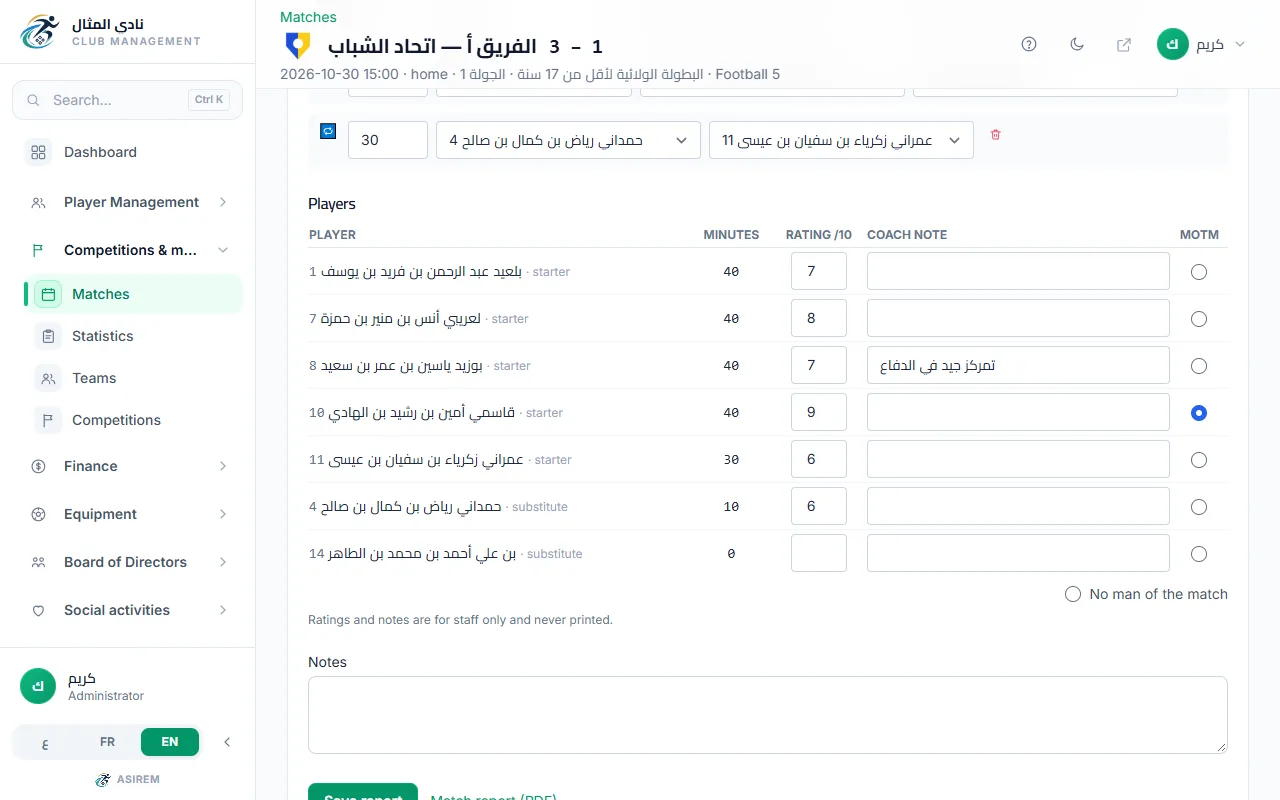 نادي المثال
CLUB MANAGEMENT
Search...
Ctrl K
Dashboard
Player Management
Competitions & m...
Matches
Statistics
Teams
Competitions
Finance
Equipment
Board of Directors
Social activities
كريم
Administrator
ع
FR
EN
ASIREM
Matches
الفريق أ — اتحاد الشباب 3 – 1
2026-10-30 15:00 · home · البطولة الولائية لأقل من 17 سنة · الجولة 1 · Football 5
ك كريم
30
4 حمداني رياض بن كمال بن صالح
11 عمراني زكرياء بن سفيان بن عيسى
Players
PLAYER MINUTES RATING /10 COACH NOTE MOTM
1 بلعيد عبد الرحمن بن فريد بن يوسف · starter 40 7
7 لعريبي أنس بن منير بن حمزة · starter 40 8
8 بوزيد ياسين بن عمر بن سعيد · starter 40 7 تمركز جيد في الدفاع
10 قاسمي أمين بن رشيد بن الهادي · starter 40 9
11 عمراني زكرياء بن سفيان بن عيسى · starter 30 6
4 حمداني رياض بن كمال بن صالح · substitute 10 6
14 بن علي أحمد بن محمد بن الطاهر · substitute 0
No man of the match
Ratings and notes are for staff only and never printed.
Notes
Save report
Match report (PDF)